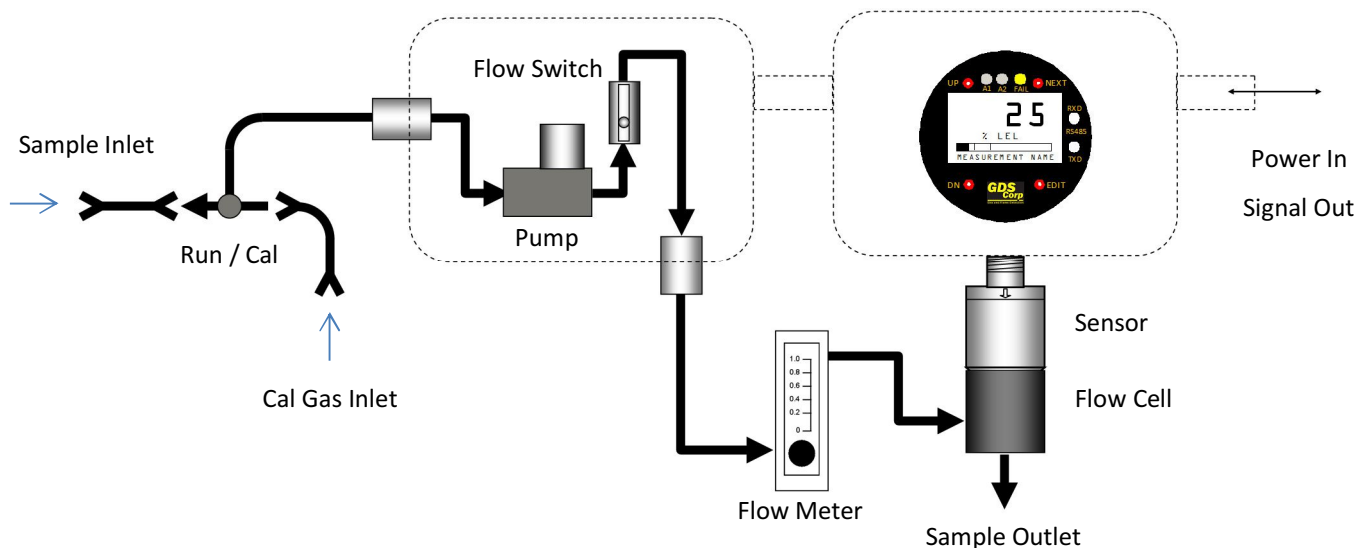 Sample Inlet
Run / Cal
Cal Gas Inlet
Flow Switch
Pump
UP
A1
A2
FAIL
NEXT
25
% LEL
MEASUREMENT NAME
RXD
RS485
TXD
DN
GDS
Corp
EDIT
Power In
Signal Out
Sensor
Flow Cell
1.0
0.8
0.6
0.4
0.2
0
Flow Meter
Sample Outlet